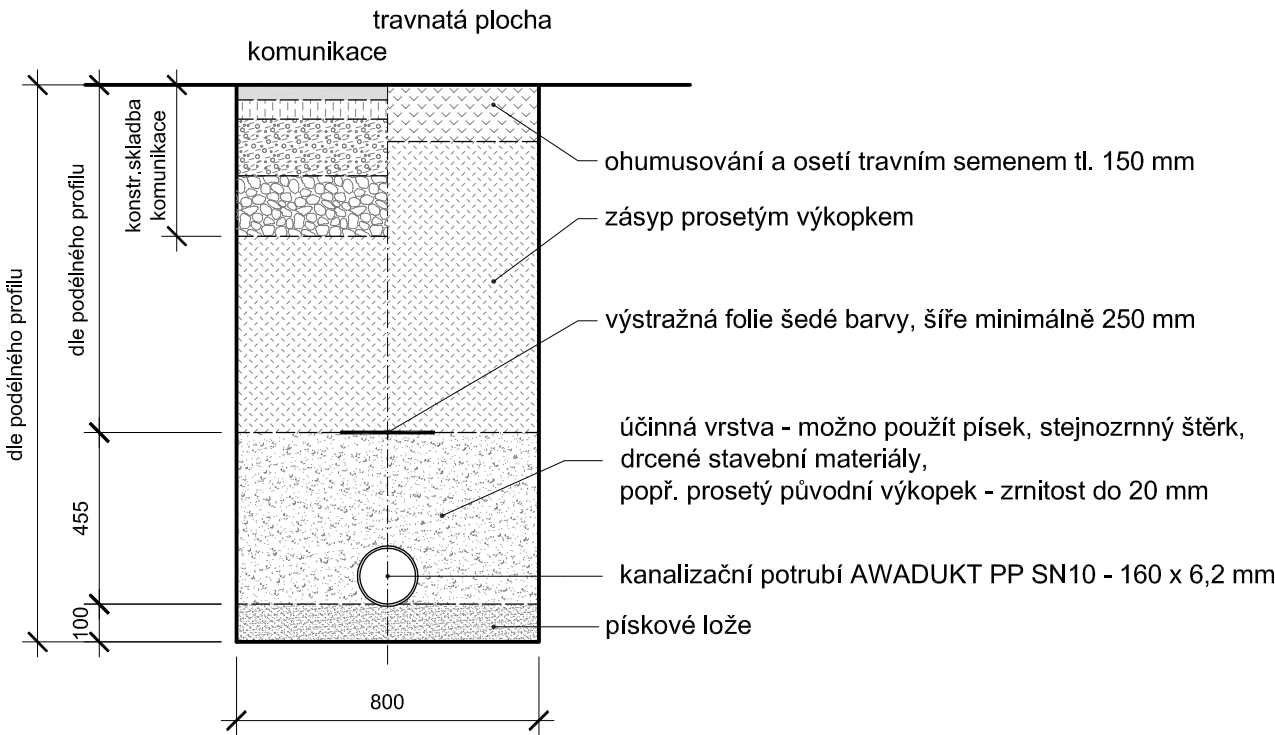 travnatá plocha
komunikace
dle podélného profilu
dle podélného profilu
konstr.skladba
komunikace
455
100
800
ohumusování a osetí travním semenem tl. 150 mm
zásyp prosetým výkopkem
výstražná folie šedé barvy, šíře minimálně 250 mm
účinná vrstva - možno použít písek, stejnozrnný štěrk,
drcené stavební materiály,
popř. prosetý původní výkopek - zrnitost do 20 mm
kanalizační potrubí AWADUKT PP SN10 - 160 x 6,2 mm
pískové lože